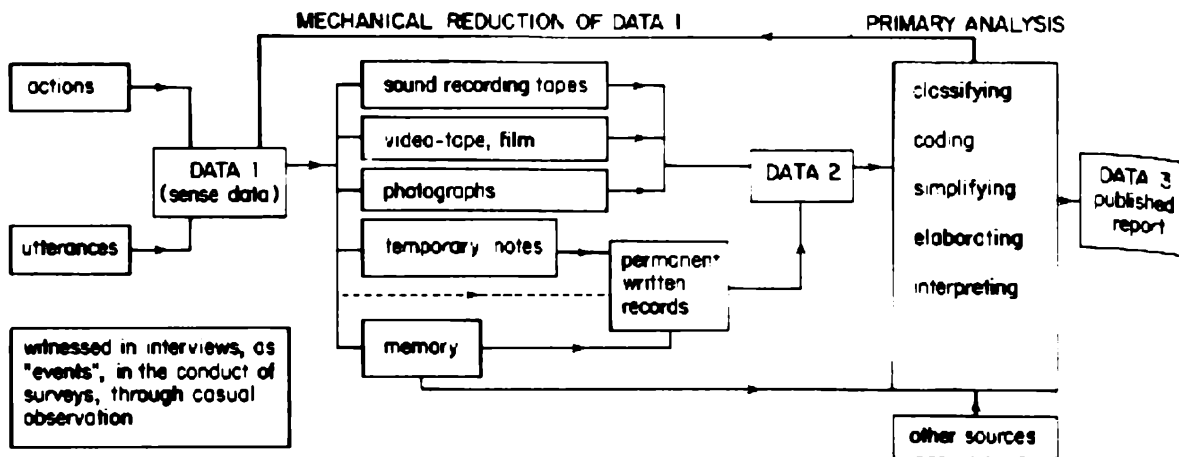 MECHANICAL REDUCTION OF DATA 1
PRIMARY ANALYSIS
actions
utterances
DATA 1
(sense data)
witnessed in interviews, as
"events", in the conduct of
surveys, through casual
observation
sound recording tapes
video-tape, film
photographs
temporary notes
memory
permanent
written
records
DATA 2
classifying
coding
simplifying
elaborating
interpreting
other sources
DATA 3
published
report